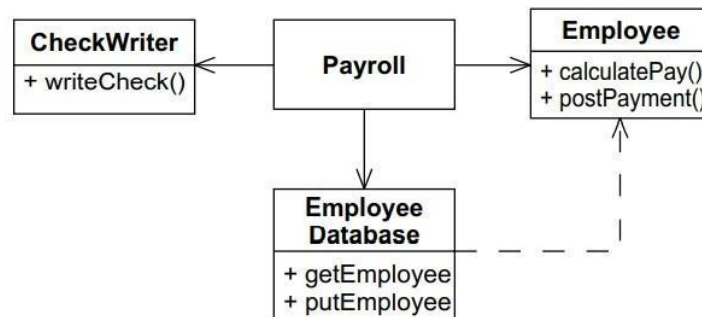 CheckWriter
+ writeCheck()
Payroll
Employee
+ calculatePay()
+ postPayment()
Employee
Database
+ getEmployee
+ putEmployee